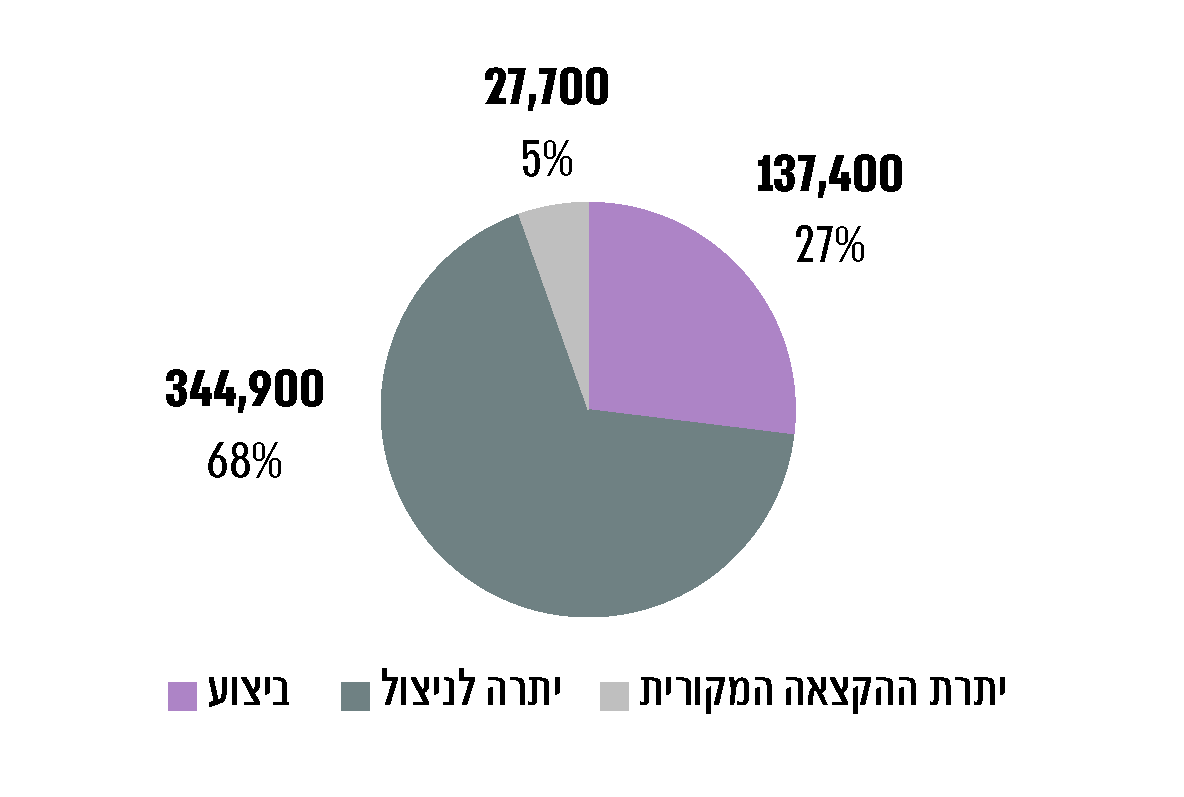 27,700
5%
137,400
27%
344,900
68%
ביצוע
יתרה לניצול
יתרת ההקצאה המקורית